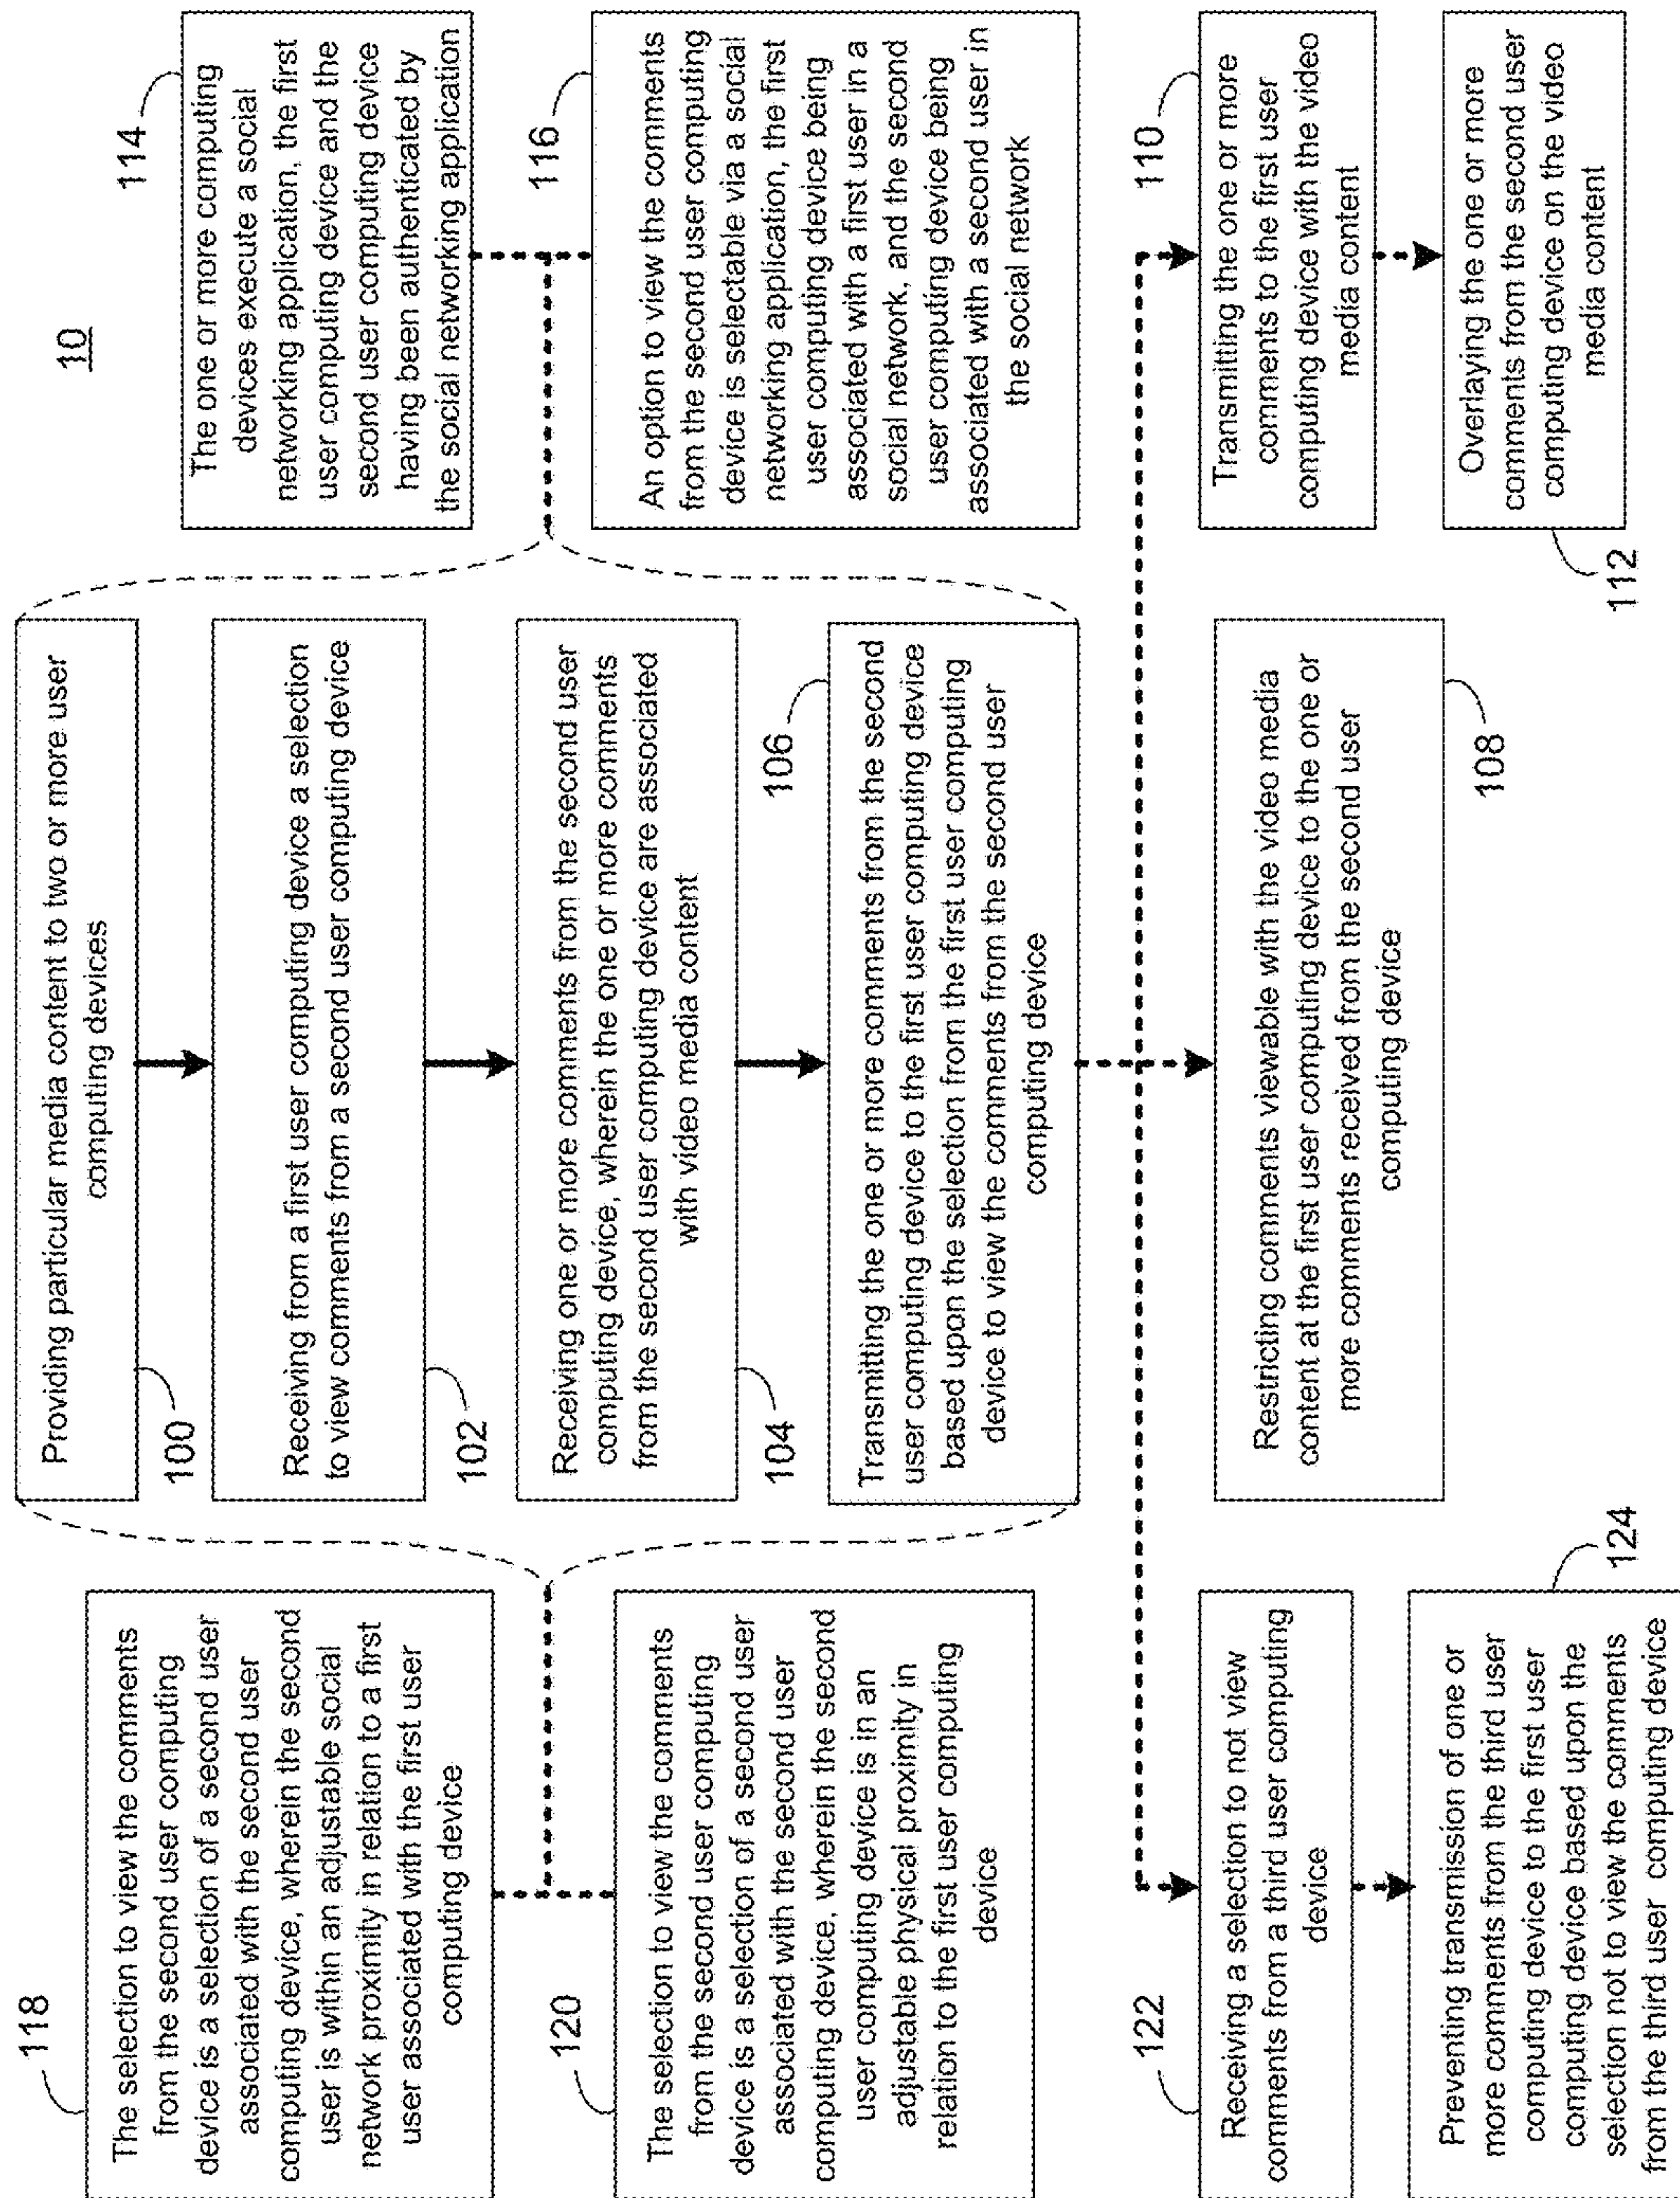 10
118
The selection to view the comments
from the second user computing
device is a selection of a second user
associated with the second user
computing device, wherein the second
user is within an adjustable social
network proximity in relation to a first
user associated with the first user
computing device
120
The selection to view the comments
from the second user computing
device is a selection of a second user
associated with the second user
computing device, wherein the second
user computing device is in an
adjustable physical proximity in
relation to the first user computing
device
Providing particular media content to two or more user
computing devices
100
Receiving from a first user computing device a selection
to view comments from a second user computing device
102
Receiving one or more comments from the second user
computing device, wherein the one or more comments
from the second user computing device are associated
with video media content
104
106
Transmitting the one or more comments from the second
user computing device to the first user computing device
based upon the selection from the first user computing
device to view the comments from the second user
computing device
114
The one or more computing
devices execute a social
networking application, the first
user computing device and the
second user computing device
having been authenticated by
the social networking application
116
An option to view the comments
from the second user computing
device is selectable via a social
networking application, the first
user computing device being
associated with a first user in a
social network, and the second
user computing device being
associated with a second user in
the social network
122
Receiving a selection to not view
comments from a third user computing
device
124
Preventing transmission of one or
more comments from the third user
computing device to the first user
computing device based upon the
selection not to view the comments
from the third user computing device
Restricting comments viewable with the video media
content at the first user computing device to the one or
more comments received from the second user
computing device
108
110
Transmitting the one or more
comments to the first user
computing device with the video
media content
Overlaying the one or more
comments from the second user
computing device on the video
media content
112